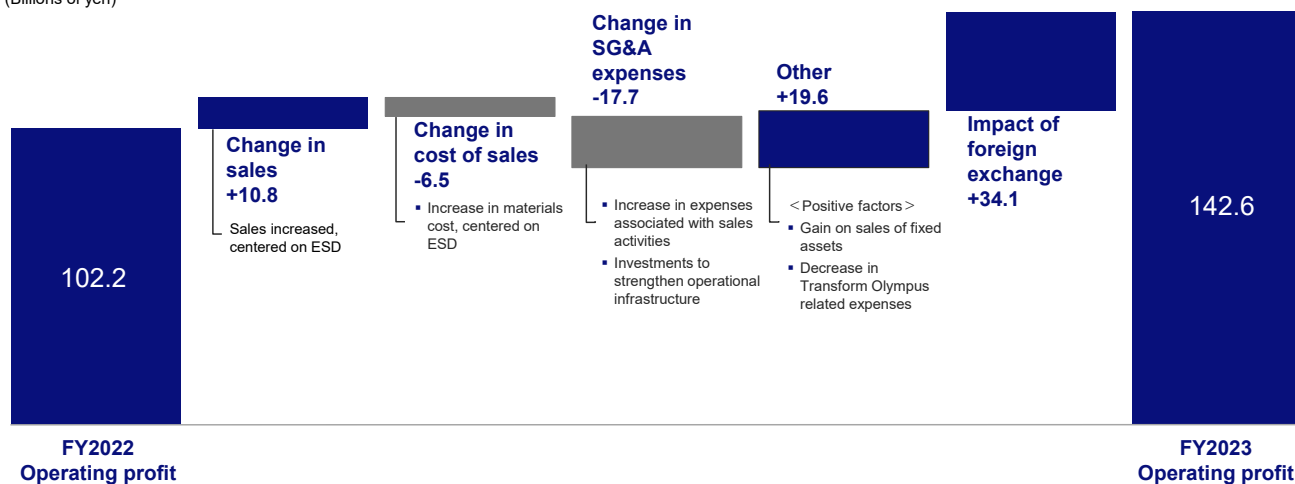 (Billions of yen)
102.2
FY2022
Operating profit
Change in
sales
+10.8
Sales increased,
centered on ESD
Change in
cost of sales
-6.5
▪ Increase in materials
cost, centered on
ESD
Change in
SG&A
expenses
-17.7
▪ Increase in expenses
associated with sales
activities
▪ Investments to
strengthen operational
infrastructure
Other
+19.6
<Positive factors>
▪ Gain on sales of fixed
assets
▪ Decrease in
Transform Olympus
related expenses
Impact of
foreign
exchange
+34.1
142.6
FY2023
Operating profit